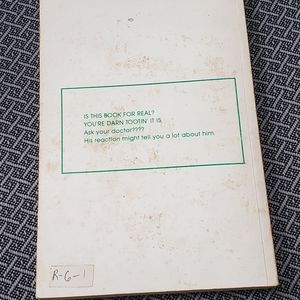 IS THIS BOOK FOR REAL?
YOU'RE DARN TOOTIN' IT IS
Ask your doctor????
His reaction might tell you a lot about him.
R-6-1